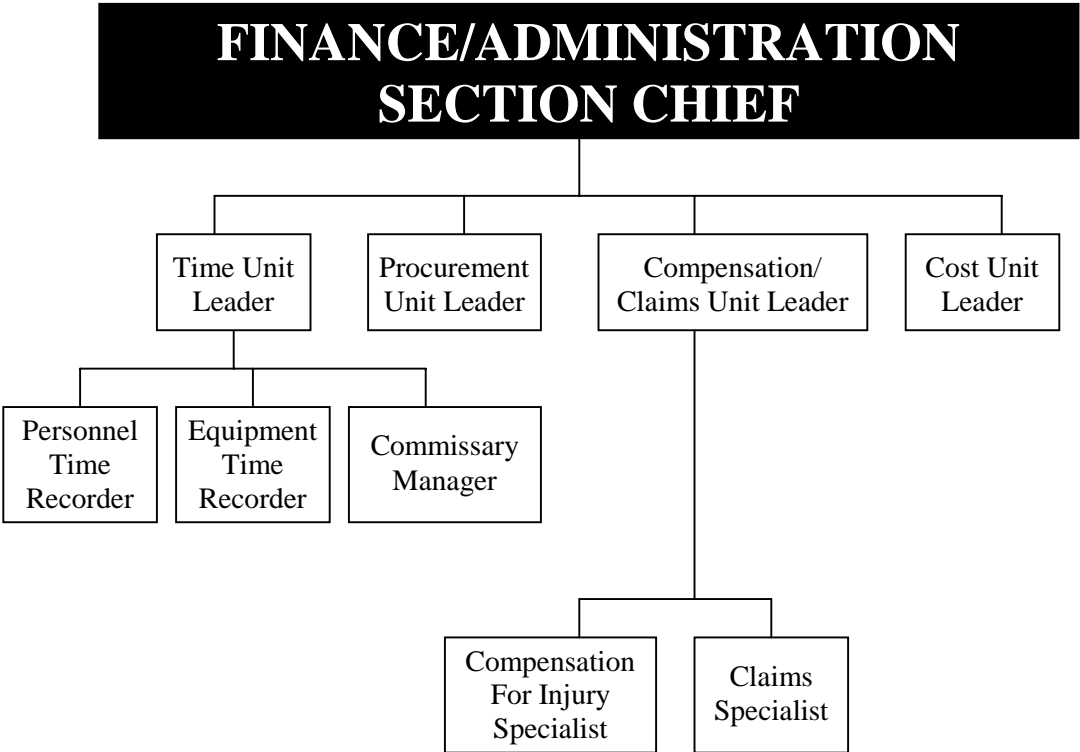 FINANCE/ADMINISTRATION
SECTION CHIEF
Time Unit
Leader
Procurement
Unit Leader
Compensation/
Claims Unit Leader
Cost Unit
Leader
Personnel
Time
Recorder
Equipment
Time
Recorder
Commissary
Manager
Compensation
For Injury
Specialist
Claims
Specialist